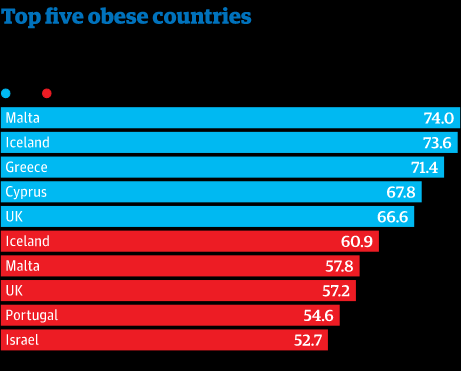 Top five obese countries
Malta 74.0
Iceland 73.6
Greece 71.4
Cyprus 67.8
UK 66.6
Iceland 60.9
Malta 57.8
UK 57.2
Portugal 54.6
Israel 52.7